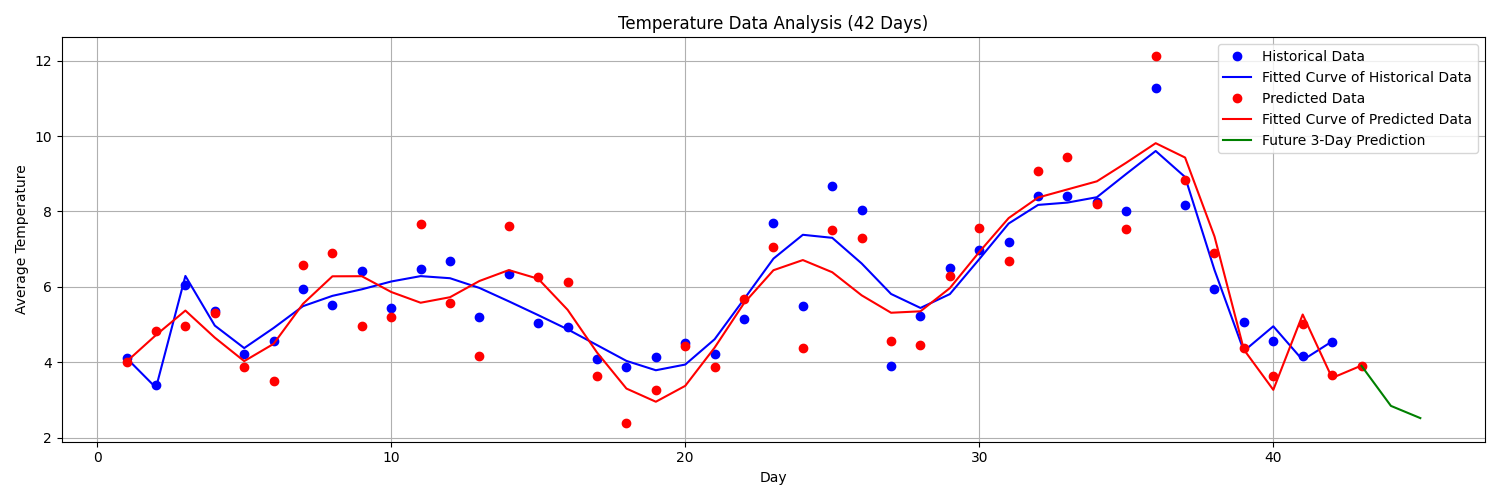 Temperature Data Analysis (42 Days)
Historical Data
Fitted Curve of Historical Data
Predicted Data
Fitted Curve of Predicted Data
Future 3-Day Prediction
Average Temperature
12
10
8
6
4
2
0 10 20 30 40
Day